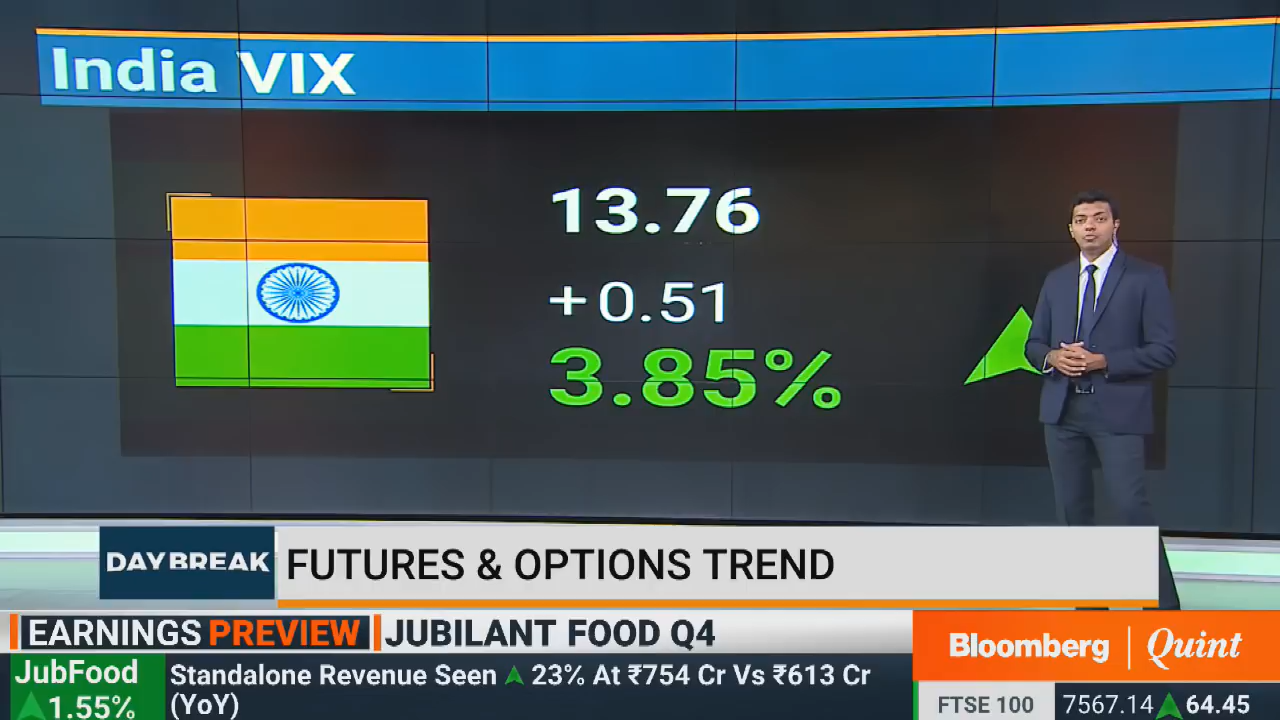 India VIX
13.76
+0.51
3.85%
DAYBREAK
FUTURES & OPTIONS TREND
EARNINGS PREVIEW JUBILANT FOOD Q4
JubFood
1.55%
Standalone Revenue Seen ▲ 23% At ₹754 Cr Vs ₹613 Cr
(YoY)
Bloomberg | Quint
FTSE 100 7567.14 ▲ 64.45